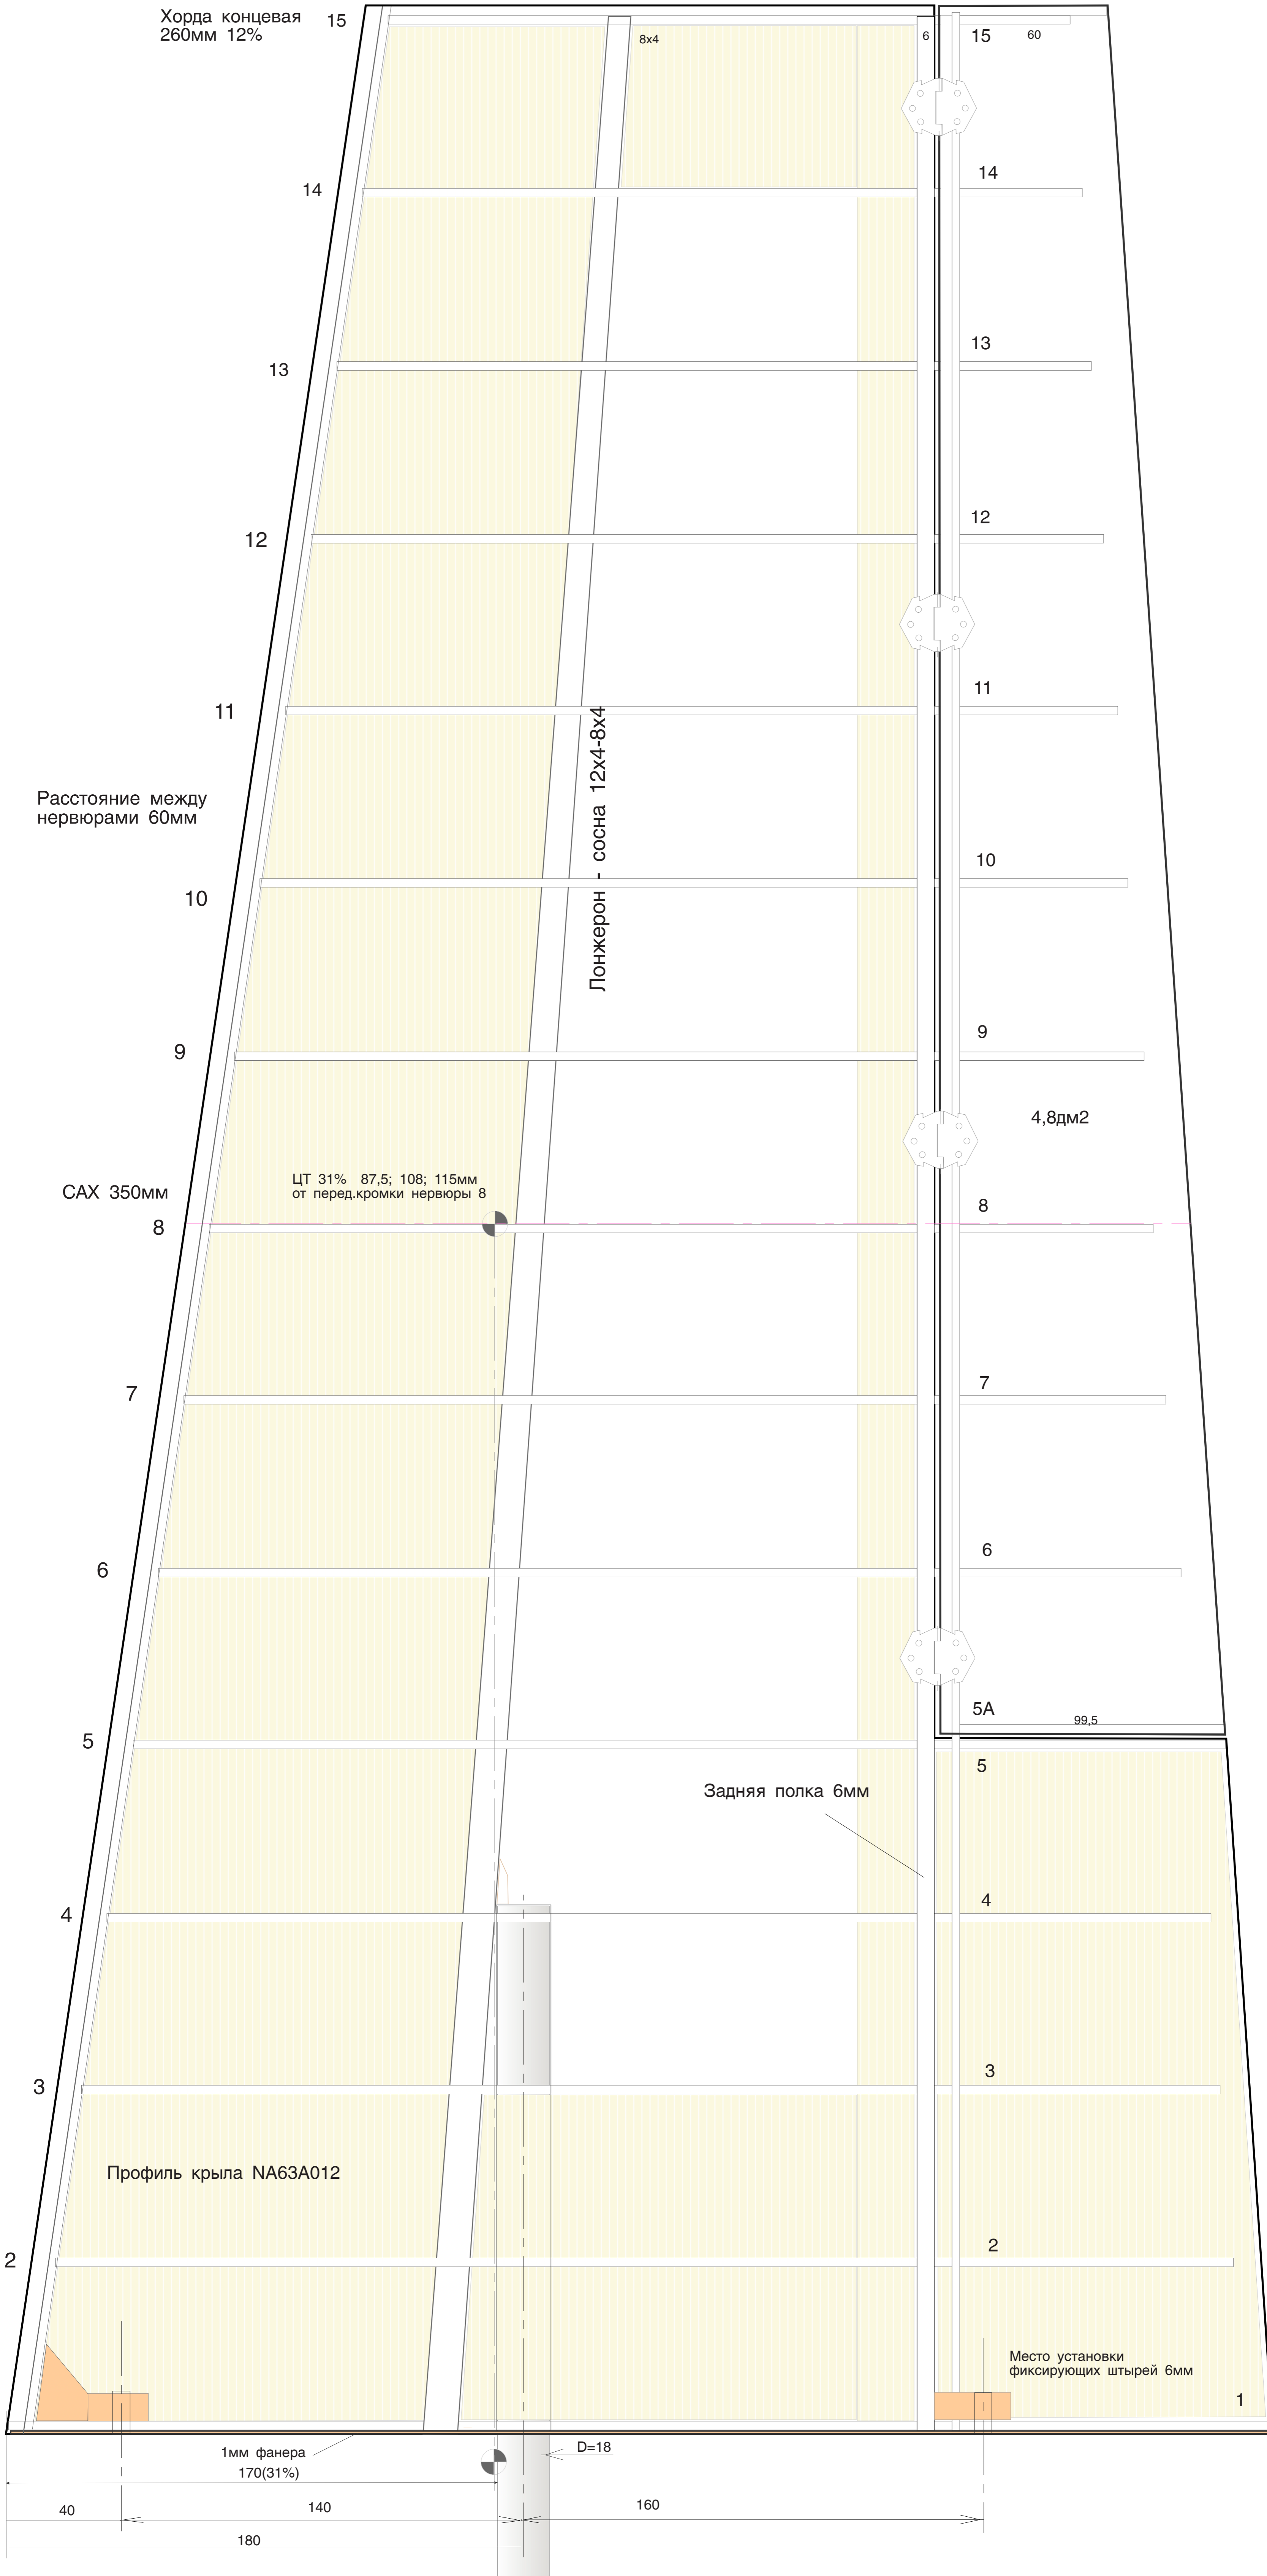 Хорда концевая
260мм 12%
15
8х4
6
15
60
14
14
13
13
12
12
11
11
Лонжерон - сосна 12х4-8х4
Расстояние между
нервюрами 60мм
10
10
9
9
4,8дм2
САХ 350мм
ЦТ 31% 87,5; 108; 115мм
от перед.кромки нервюры 8
8
8
7
7
6
6
5А
99,5
5
5
Задняя полка 6мм
4
4
3
3
Профиль крыла NA63A012
2
2
Место установки
фиксирующих штырей 6мм
1
1мм фанера
D=18
170(31%)
40
140
160
180